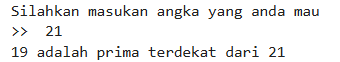 Silahkan masukan angka yang anda mau
>>  21
19 adalah prima terdekat dari 21